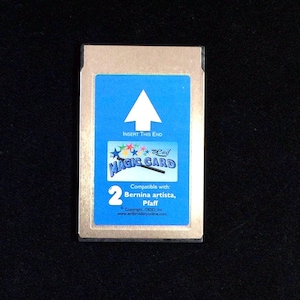 INSERT THIS END
MAGIC CARD
Compatible with:
2 Bernina artista,
Pfaff